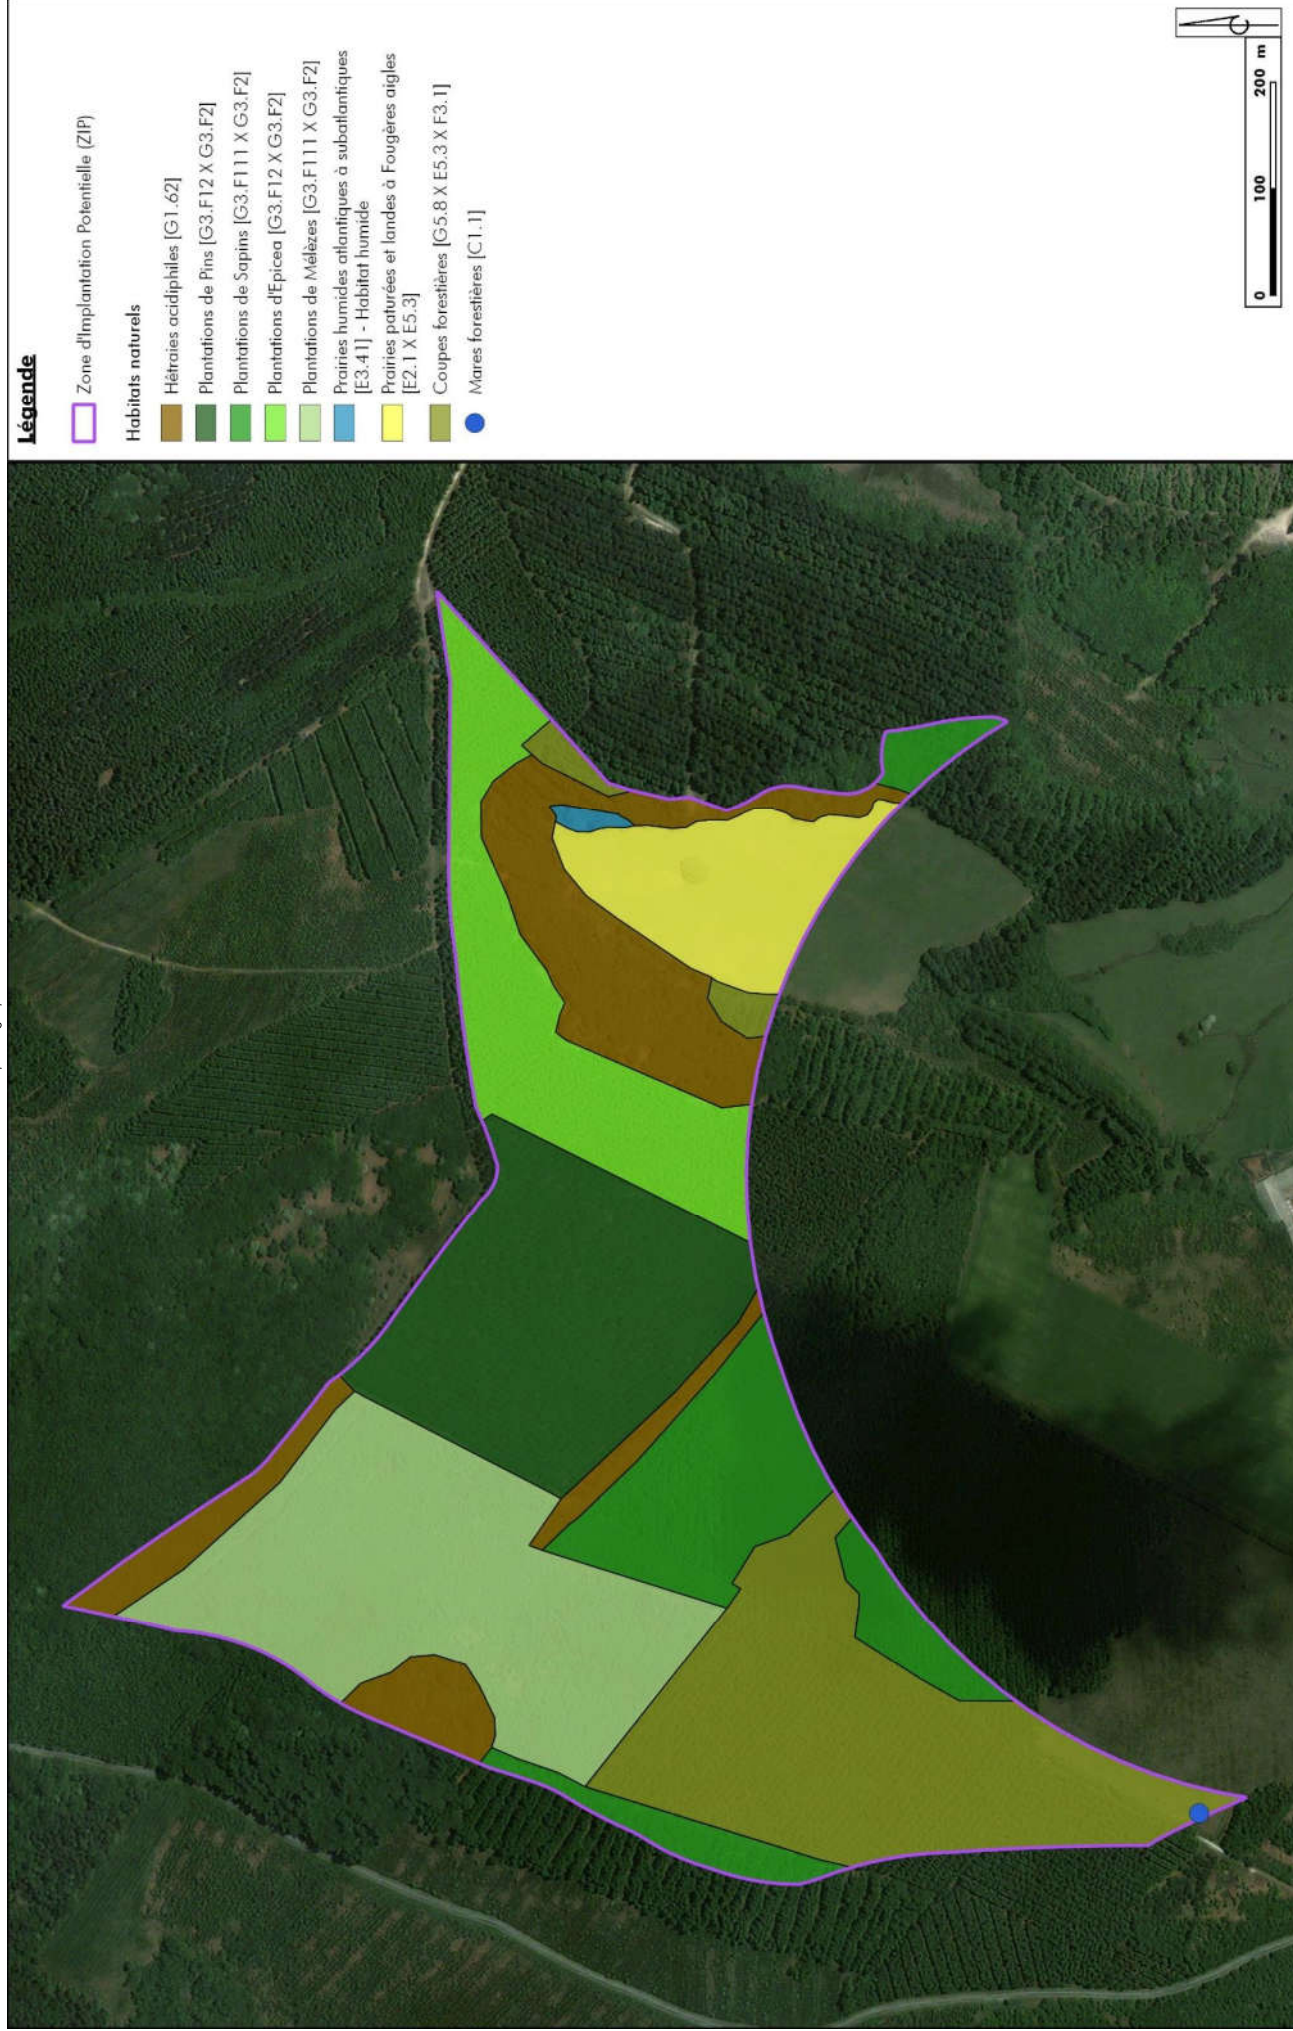 Légende
Zone d'Implantation Potentielle (ZIP)
Habitats naturels
Hêtraies acidiphiles [G1.62]
Plantations de Pins [G3.F12 X G3.F2]
Plantations de Sapins [G3.F111 X G3.F2]
Plantations d'Epicea [G3.F12 X G3.F2]
Plantations de Mélèzes [G3.F111 X G3.F2]
Prairies humides atlantiques à subatlantiques
[E3.41] - Habitat humide
Prairies paturées et landes à Fougères aigles
[E2.1 X E5.3]
Coupes forestières [G5.8 X E5.3 X F3.1]
Mares forestières [C1.1]
0 100 200 m